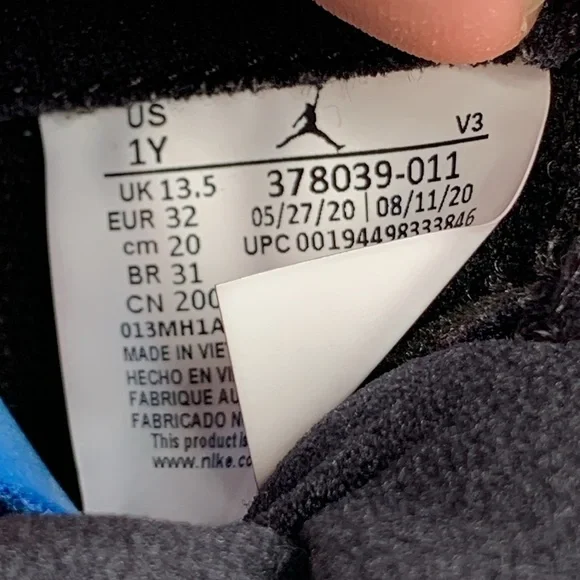 US
1Y
V3
UK 13.5
378039-011
EUR 32
05/27/20 | 08/11/20
cm 20
UPC 00194498333846
BR 31
CN 200
013MH1A
MADE IN VIE
HECHO EN VI
FABRIQUE AU
FABRICADO N
This product is
www.nike.co